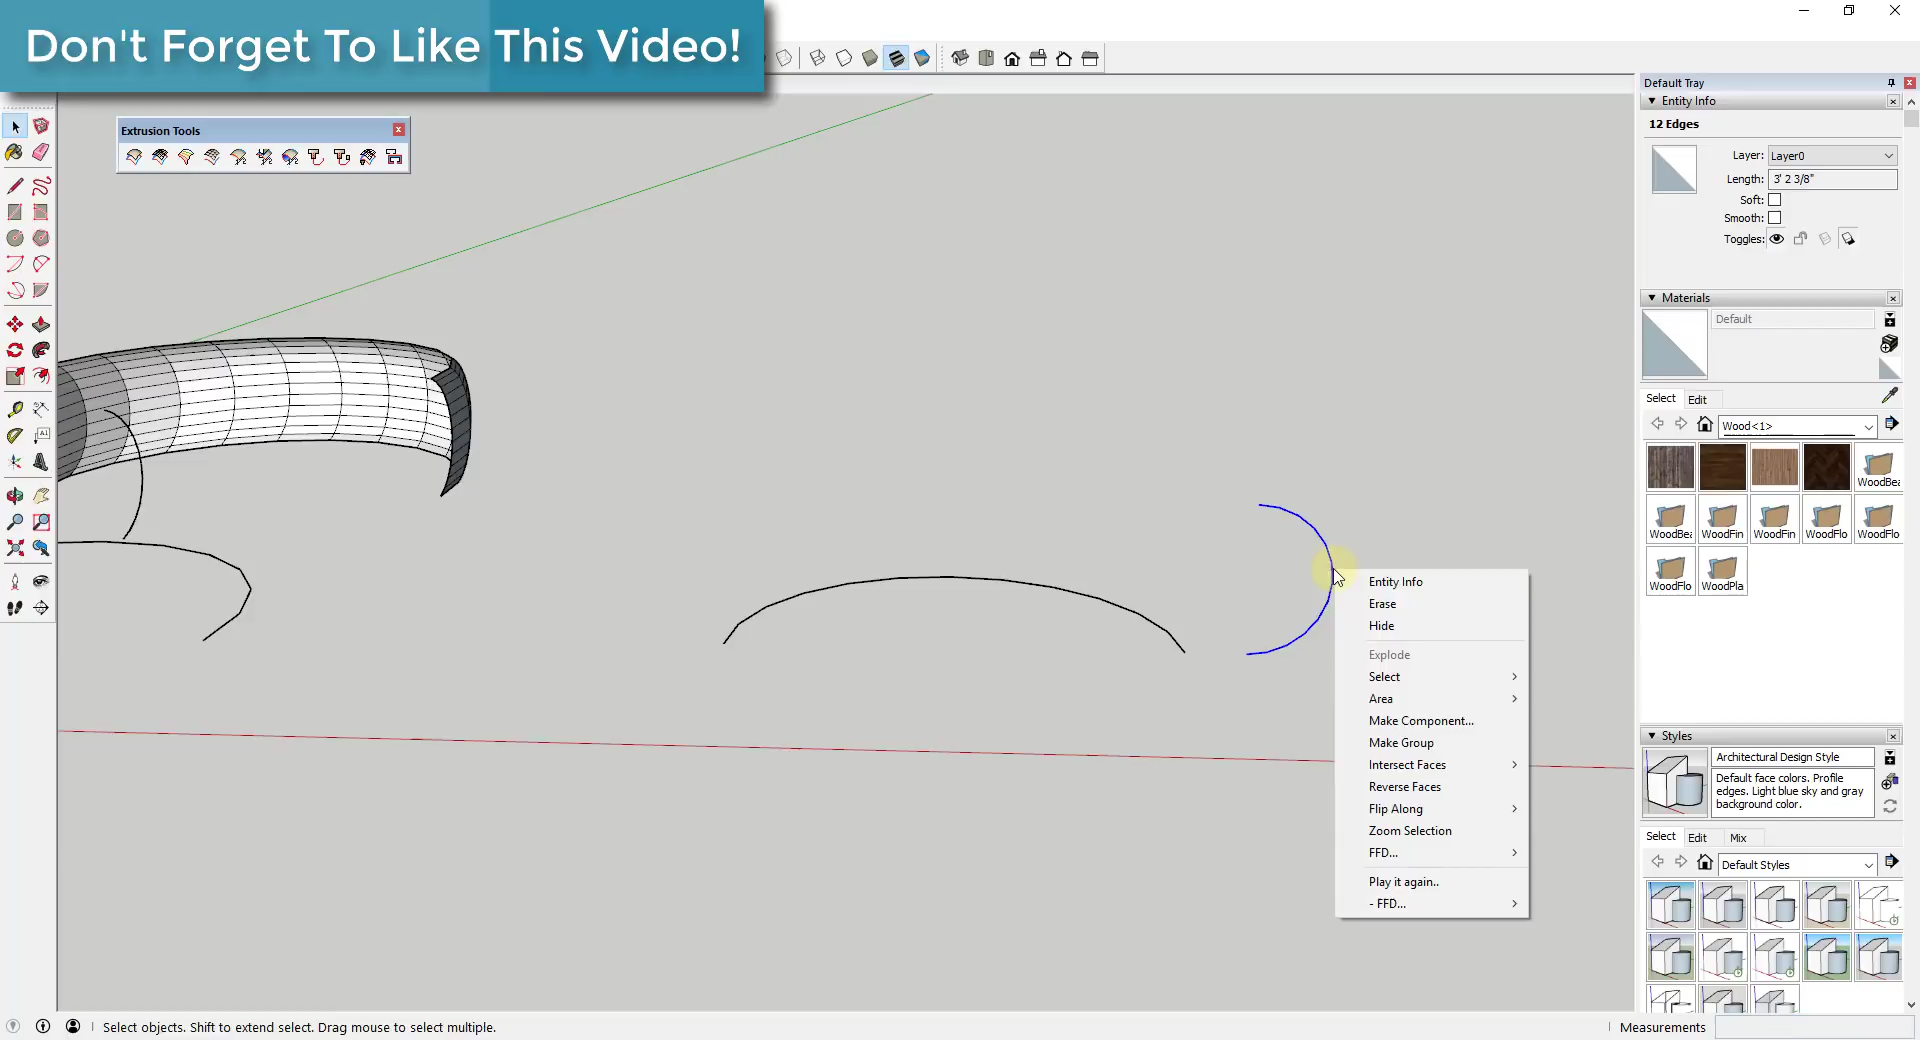 Don't Forget To Like This Video!
Extrusion Tools
Default Tray
Entity Info
12 Edges
Layer: Layer0
Length: 3' 2 3/8"
Soft:
Smooth:
Toggles:
Materials
Default
Select Edit
Wood<1>
WoodBea
WoodBea WoodFin WoodFin WoodFlo WoodFlo
WoodFlo WoodPla
Entity Info
Erase
Hide
Explode
Select
Area
Make Component...
Make Group
Intersect Faces
Reverse Faces
Flip Along
Zoom Selection
FFD...
Play it again..
- FFD...
Styles
Architectural Design Style
Default face colors. Profile
edges. Light blue sky and gray
background color.
Select Edit Mix
Default Styles
Select objects. Shift to extend select. Drag mouse to select multiple.
Measurements